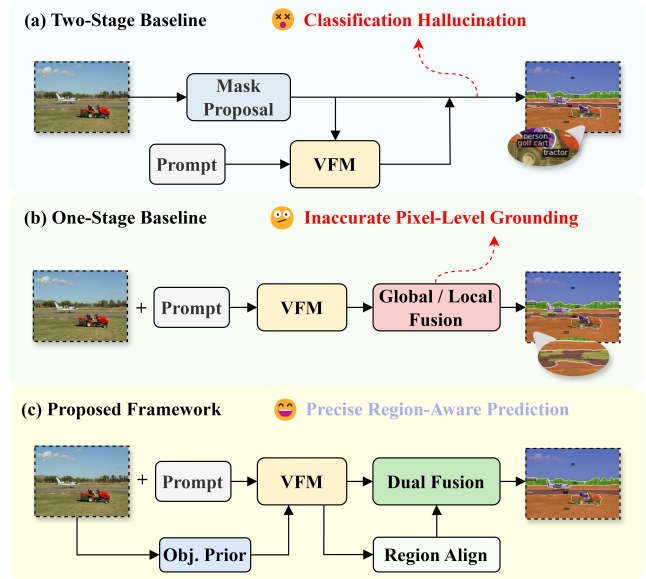 (a) Two-Stage Baseline
Classification Hallucination
Mask
Proposal
Prompt
VFM
person
golf cart
tractor
(b) One-Stage Baseline
Inaccurate Pixel-Level Grounding
+
Prompt
VFM
Global / Local
Fusion
(c) Proposed Framework
Precise Region-Aware Prediction
+
Prompt
VFM
Dual Fusion
Obj. Prior
Region Align